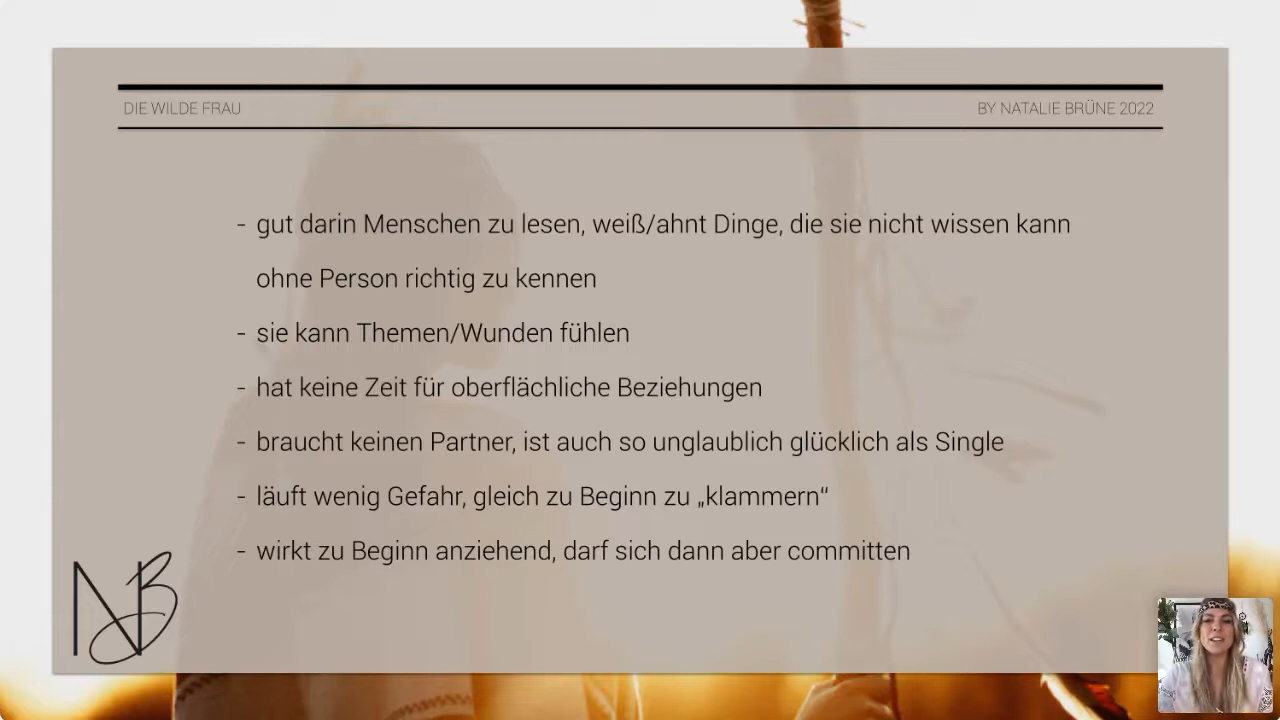 DIE WILDE FRAU
BY NATALIE BRÜNE 2022
- gut darin Menschen zu lesen, weiß/ahnt Dinge, die sie nicht wissen kann
ohne Person richtig zu kennen
- sie kann Themen/Wunden fühlen
- hat keine Zeit für oberflächliche Beziehungen
- braucht keinen Partner, ist auch so unglaublich glücklich als Single
- läuft wenig Gefahr, gleich zu Beginn zu „klammern“
- wirkt zu Beginn anziehend, darf sich dann aber committen
NB